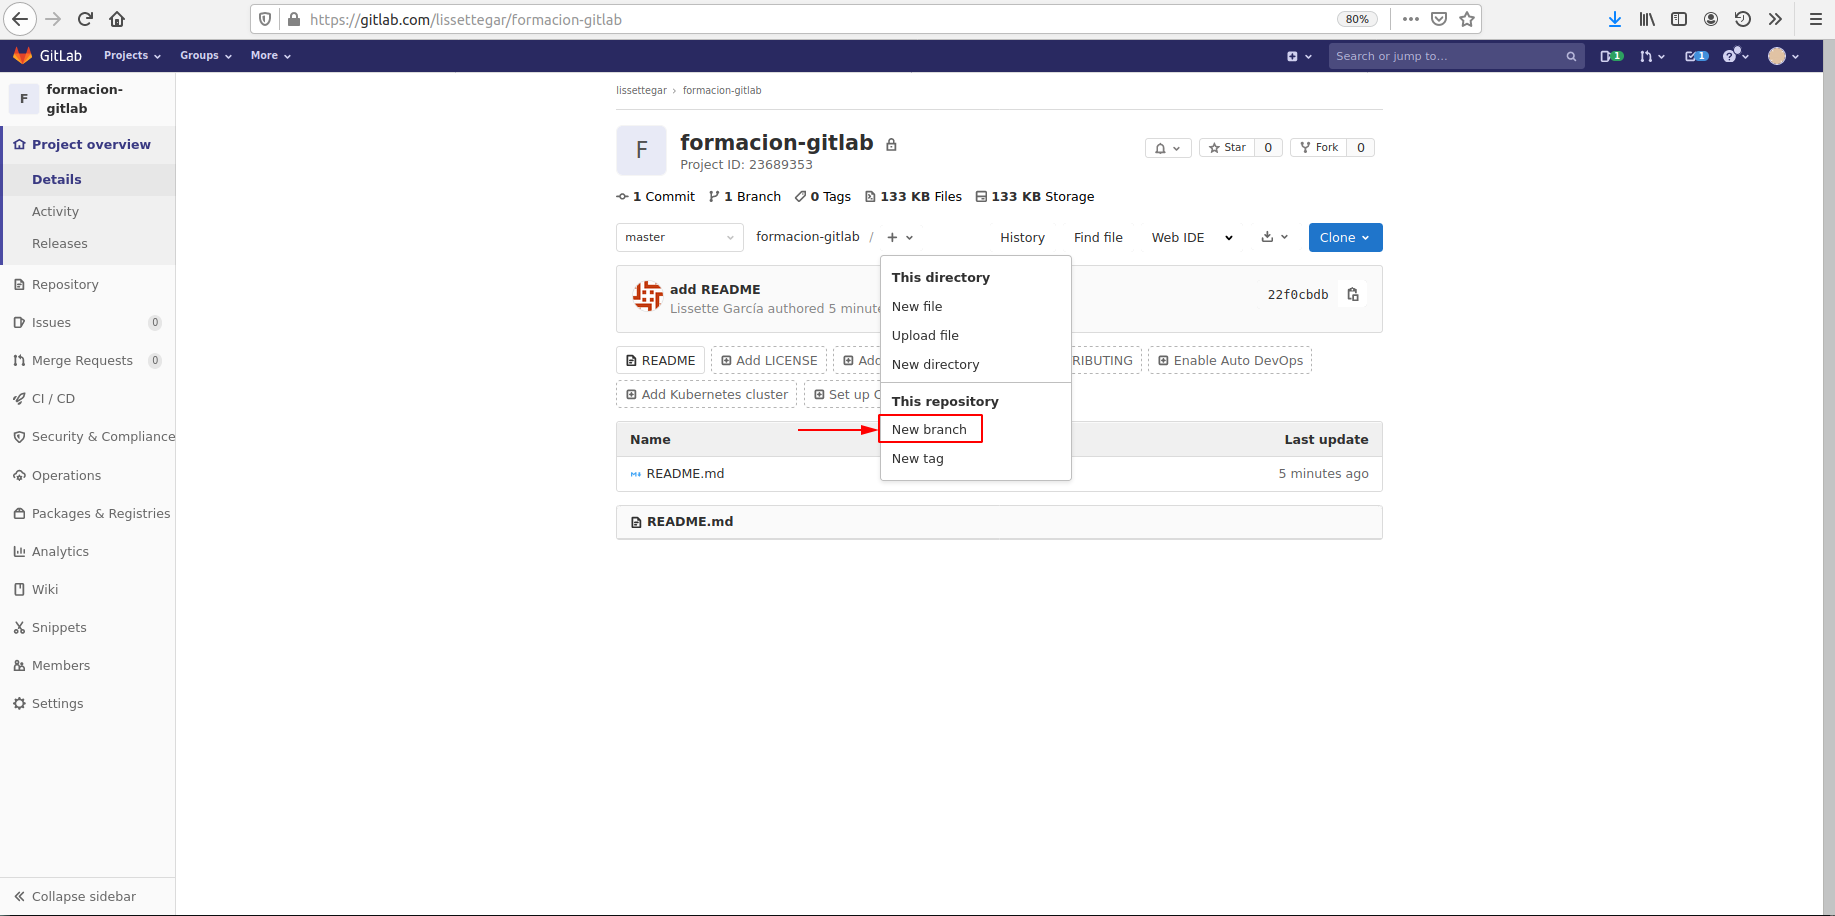 https://gitlab.com/lissettegar/formacion-gitlab
80%
GitLab
Projects
Groups
More
Search or jump to...
1
1
F
formacion-
gitlab
Project overview
Details
Activity
Releases
Repository
Issues
0
Merge Requests
0
CI / CD
Security & Compliance
Operations
Packages & Registries
Analytics
Wiki
Snippets
Members
Settings
Collapse sidebar
lissettegar › formacion-gitlab
F
formacion-gitlab
Project ID: 23689353
Star
0
Fork
0
1 Commit
1 Branch
0 Tags
133 KB Files
133 KB Storage
master
formacion-gitlab /
History
Find file
Web IDE
Clone
This directory
New file
Upload file
New directory
This repository
New branch
New tag
add README
Lissette García authored 5 minute
22f0cbdb
README
Add LICENSE
Add
RIBUTING
Enable Auto DevOps
Add Kubernetes cluster
Set up C
Name
Last update
README.md
5 minutes ago
README.md